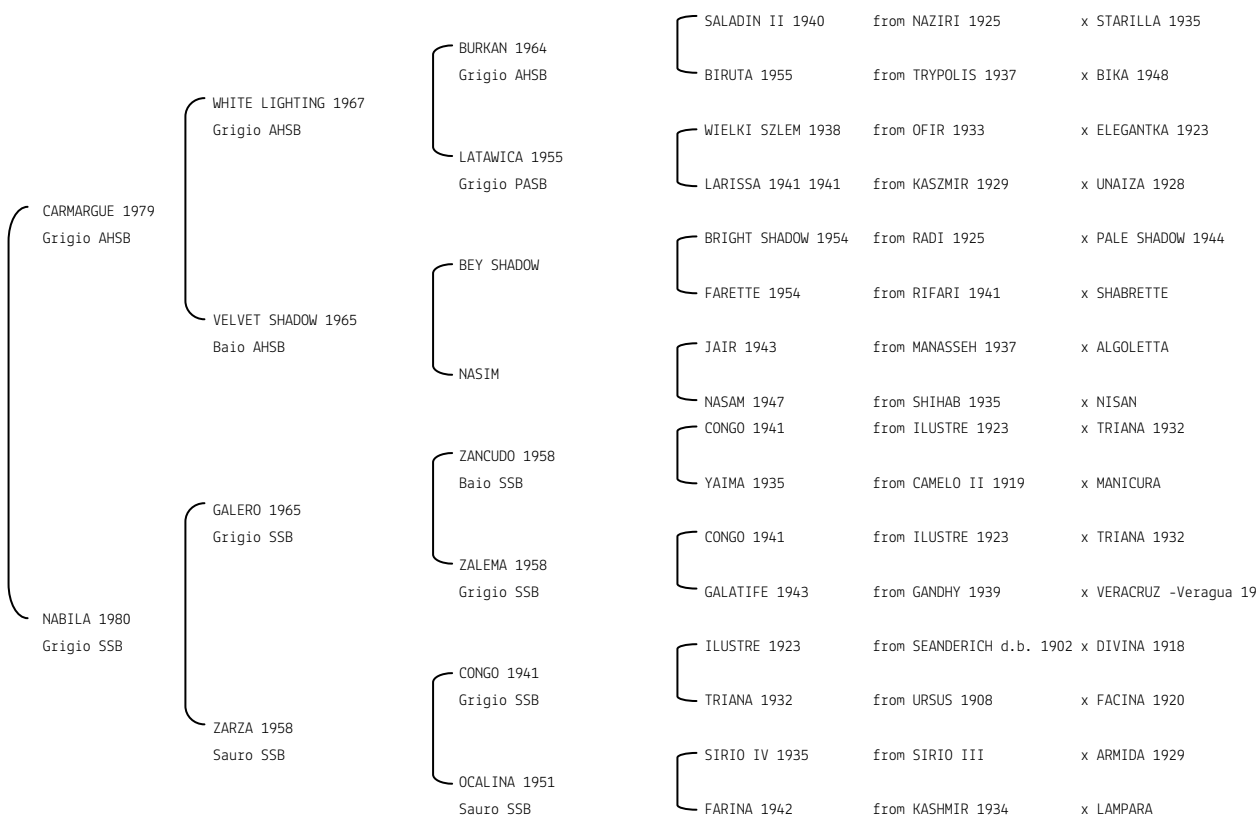 SALADIN II 1940 from NAZIRI 1925 x STARILLA 1935
BURKAN 1964
Grigio AHSB
BIRUTA 1955 from TRYPOLIS 1937 x BIKA 1948
WHITE LIGHTING 1967
Grigio AHSB
WIELKI SZLEM 1938 from OFIR 1933 x ELEGANTKA 1923
LATAWICA 1955
Grigio PASB
LARISSA 1941 1941 from KASZMIR 1929 x UNAIZA 1928
CARMARGUE 1979
Grigio AHSB
BRIGHT SHADOW 1954 from RADI 1925 x PALE SHADOW 1944
BEY SHADOW
FARETTE 1954 from RIFARI 1941 x SHABRETTE
VELVET SHADOW 1965
Baio AHSB
JAIR 1943 from MANASSEH 1937 x ALGOLETTA
NASIM
NASAM 1947 from SHIHAB 1935 x NISAN
CONGO 1941 from ILUSTRE 1923 x TRIANA 1932
ZANCUDO 1958
Baio SSB
YAIMA 1935 from CAMELO II 1919 x MANICURA
GALERO 1965
Grigio SSB
CONGO 1941 from ILUSTRE 1923 x TRIANA 1932
ZALEMA 1958
Grigio SSB
GALATIFE 1943 from GANDHY 1939 x VERACRUZ -Veragua 19
NABILA 1980
Grigio SSB
ILUSTRE 1923 from SEANDERICH d.b. 1902 x DIVINA 1918
CONGO 1941
Grigio SSB
TRIANA 1932 from URSUS 1908 x FACINA 1920
ZARZA 1958
Sauro SSB
SIRIO IV 1935 from SIRIO III x ARMIDA 1929
OCALINA 1951
Sauro SSB
FARINA 1942 from KASHMIR 1934 x LAMPARA